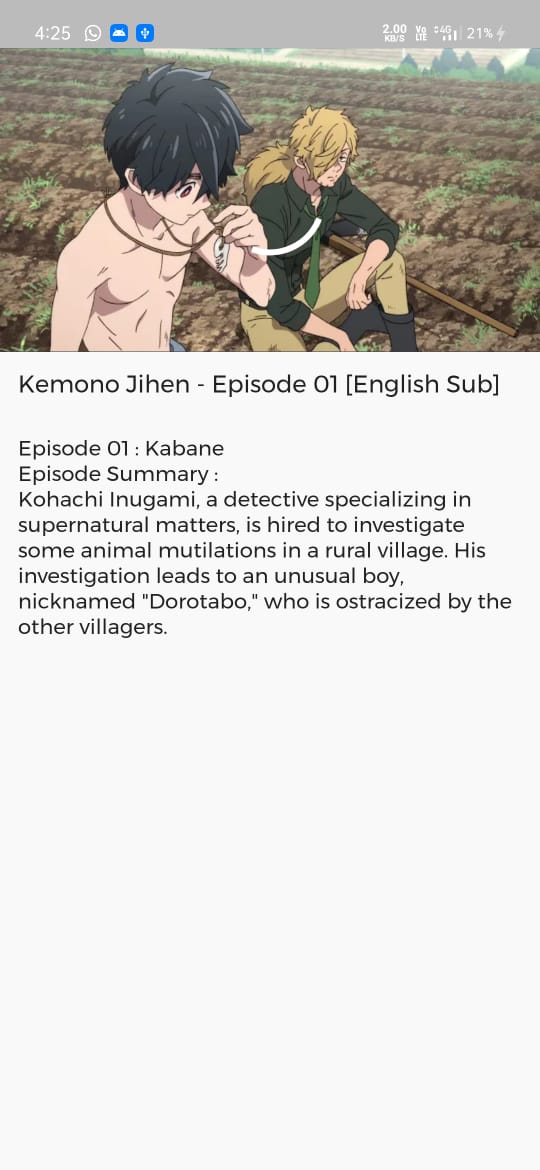 4:25 2.00 KB/S Vo LTE 4G 21%
Kemono Jihen - Episode 01 [English Sub]
Episode 01 : Kabane
Episode Summary :
Kohachi Inugami, a detective specializing in
supernatural matters, is hired to investigate
some animal mutilations in a rural village. His
investigation leads to an unusual boy,
nicknamed "Dorotabo," who is ostracized by the
other villagers.